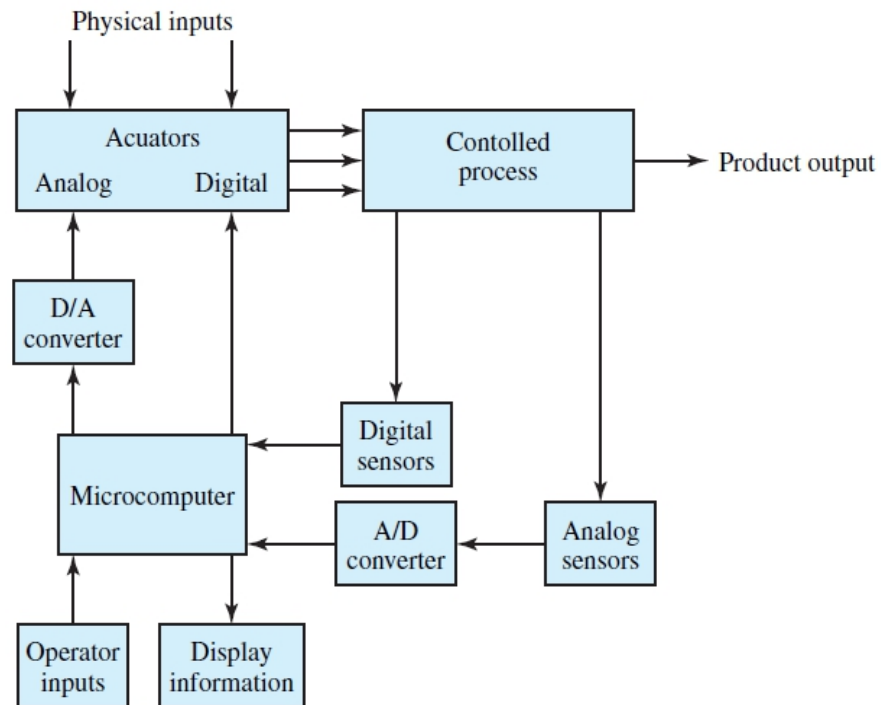 Physical inputs
Acuators
Analog Digital
Contolled
process
Product output
D/A
converter
Digital
sensors
Microcomputer
A/D
converter
Analog
sensors
Operator
inputs
Display
information